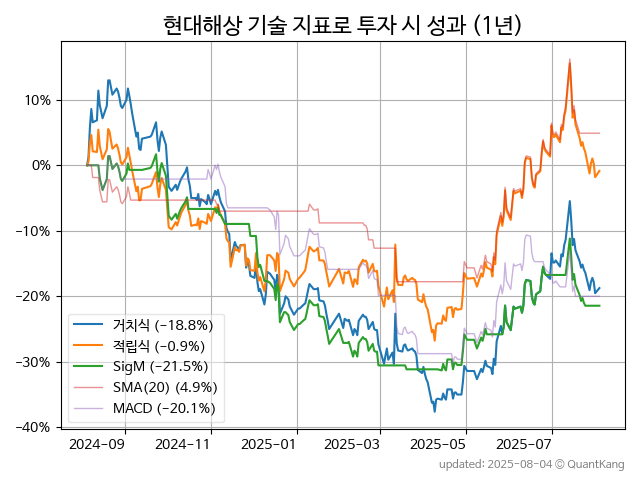 현대해상 기술 지표로 투자 시 성과 (1년)
10%
0%
−10%
−20%
−30%
−40%
거치식 (−18.8%)
적립식 (−0.9%)
SigM (−21.5%)
SMA(20) (4.9%)
MACD (−20.1%)
2024-09 2024-11 2025-01 2025-03 2025-05 2025-07
updated: 2025-08-04 ⓒ QuantKang